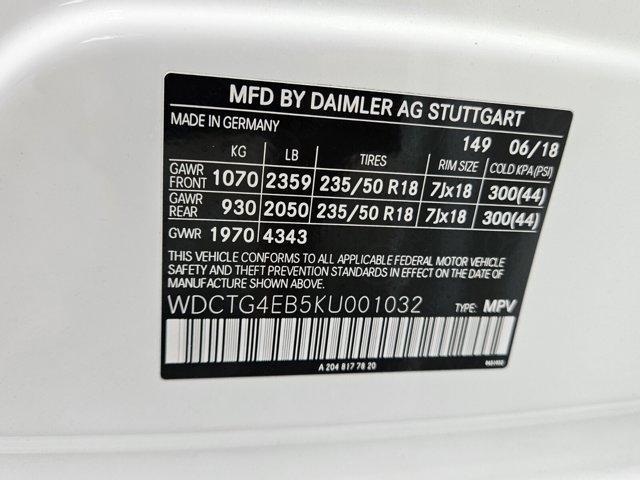 MFD BY DAIMLER AG STUTTGART
MADE IN GERMANY 149 06/18
KG LB TIRES RIM SIZE COLD KPA(PSI)
GAWR FRONT 1070 2359 235/50 R18 7Jx18 300(44)
GAWR REAR 930 2050 235/50 R18 7Jx18 300(44)
GWR 1970 4343
THIS VEHICLE CONFORMS TO ALL APPLICABLE FEDERAL MOTOR VEHICLE
SAFETY AND THEFT PREVENTION STANDARDS IN EFFECT ON THE
DATE OF MANUFACTURE SHOWN ABOVE
WDCTG4EB5KU001032 TYPE: MPV
A 204 817 78 20